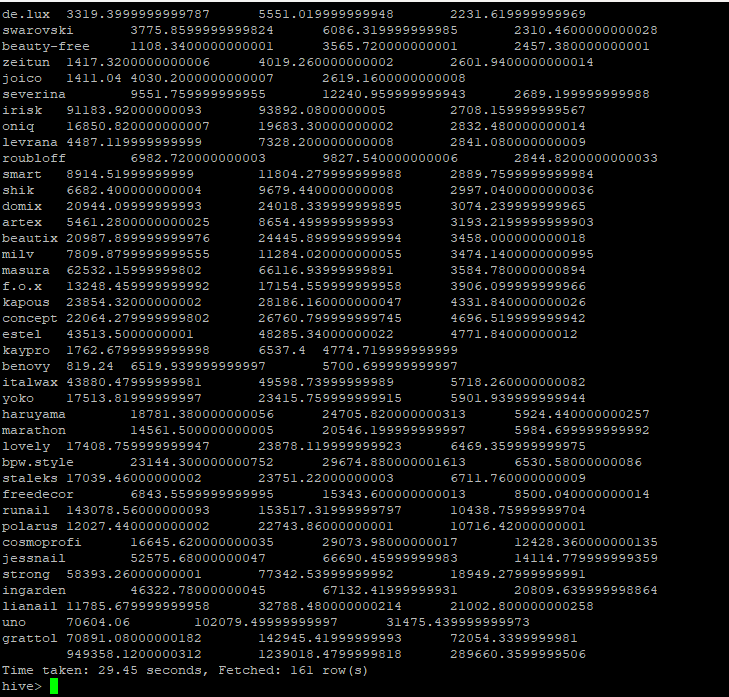 de.lux 3319.3999999999787 5551.019999999948 2231.619999999969
swarovski 3775.8599999999824 6086.319999999985 2310.4600000000028
beauty-free 1108.3400000000001 3565.720000000001 2457.380000000001
zeitun 1417.3200000000006 4019.260000000002 2601.9400000000014
joico 1411.04 4030.2000000000007 2619.1600000000008
severina 9551.759999999955 12240.959999999943 2689.199999999988
irisk 91183.92000000093 93892.0800000005 2708.159999999567
oniq 16850.820000000007 19683.30000000002 2832.480000000014
levrana 4487.119999999999 7328.200000000008 2841.080000000009
roubloff 6982.720000000003 9827.540000000006 2844.8200000000033
smart 8914.51999999999 11804.279999999988 2889.7599999999984
shik 6682.400000000004 9679.440000000008 2997.0400000000036
domix 20944.09999999993 24018.339999999895 3074.239999999965
artex 5461.2800000000025 8654.499999999993 3193.2199999999903
beautix 20987.899999999976 24445.899999999994 3458.000000000018
milv 7809.8799999999555 11284.020000000055 3474.1400000000995
masura 62532.15999999802 66116.93999999891 3584.780000000894
f.o.x 13248.459999999992 17154.559999999958 3906.099999999966
kapous 23854.32000000002 28186.160000000047 4331.840000000026
concept 22064.279999999802 26760.799999999745 4696.519999999942
estel 43513.5000000001 48285.34000000022 4771.84000000012
kaypro 1762.6799999999998 6537.4 4774.719999999999
benovy 819.24 6519.939999999997 5700.699999999997
italwax 43880.47999999981 49598.73999999989 5718.260000000082
yoko 17513.81999999997 23415.759999999915 5901.939999999944
haruyama 18781.380000000056 24705.820000000313 5924.440000000257
marathon 14561.500000000005 20546.199999999997 5984.699999999992
lovely 17408.759999999947 23878.119999999923 6469.359999999975
bpw.style 23144.300000000752 29674.880000001613 6530.58000000086
staleks 17039.46000000002 23751.22000000003 6711.760000000009
freedecor 6843.5599999999995 15343.600000000013 8500.040000000014
runail 143078.56000000093 153517.31999999797 10438.759999999704
polarus 12027.440000000002 22743.86000000001 10716.420000000001
cosmoprofi 16645.620000000035 29073.98000000017 12428.360000000135
jessnail 52575.68000000047 66690.45999999983 14114.779999999359
strong 58393.26000000001 77342.53999999992 18949.27999999991
ingarden 46322.78000000045 67132.41999999931 20809.639999998864
lianail 11785.679999999958 32788.480000000214 21002.800000000258
uno 70604.06 102079.49999999997 31475.439999999973
grattol 70891.08000000182 142945.41999999993 72054.3399999981
949358.1200000312 1239018.4799999818 289660.3599999506
Time taken: 29.45 seconds, Fetched: 161 row(s)
hive>